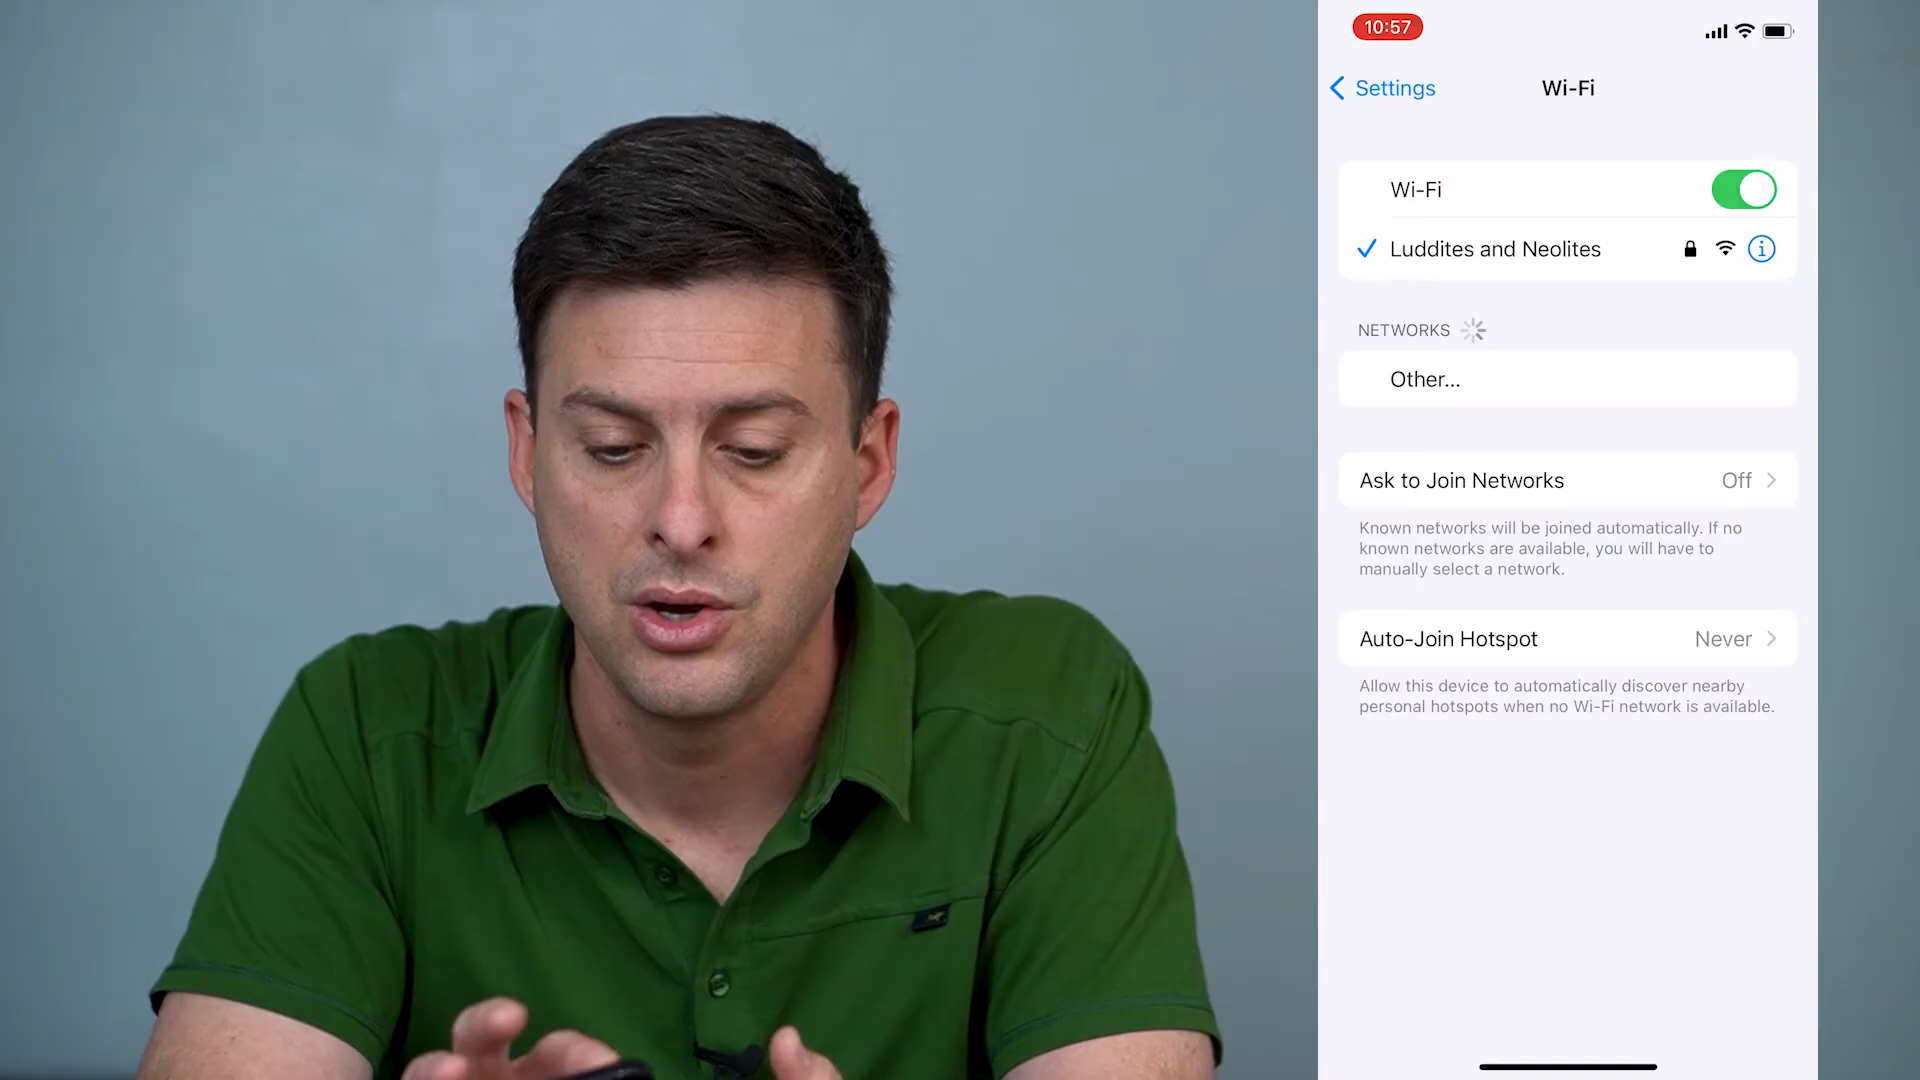 10:57
Settings
Wi-Fi
Wi-Fi
Luddites and Neolites
NETWORKS
Other...
Ask to Join Networks Off
Known networks will be joined automatically. If no
known networks are available, you will have to
manually select a network.
Auto-Join Hotspot Never
Allow this device to automatically discover nearby
personal hotspots when no Wi-Fi network is available.